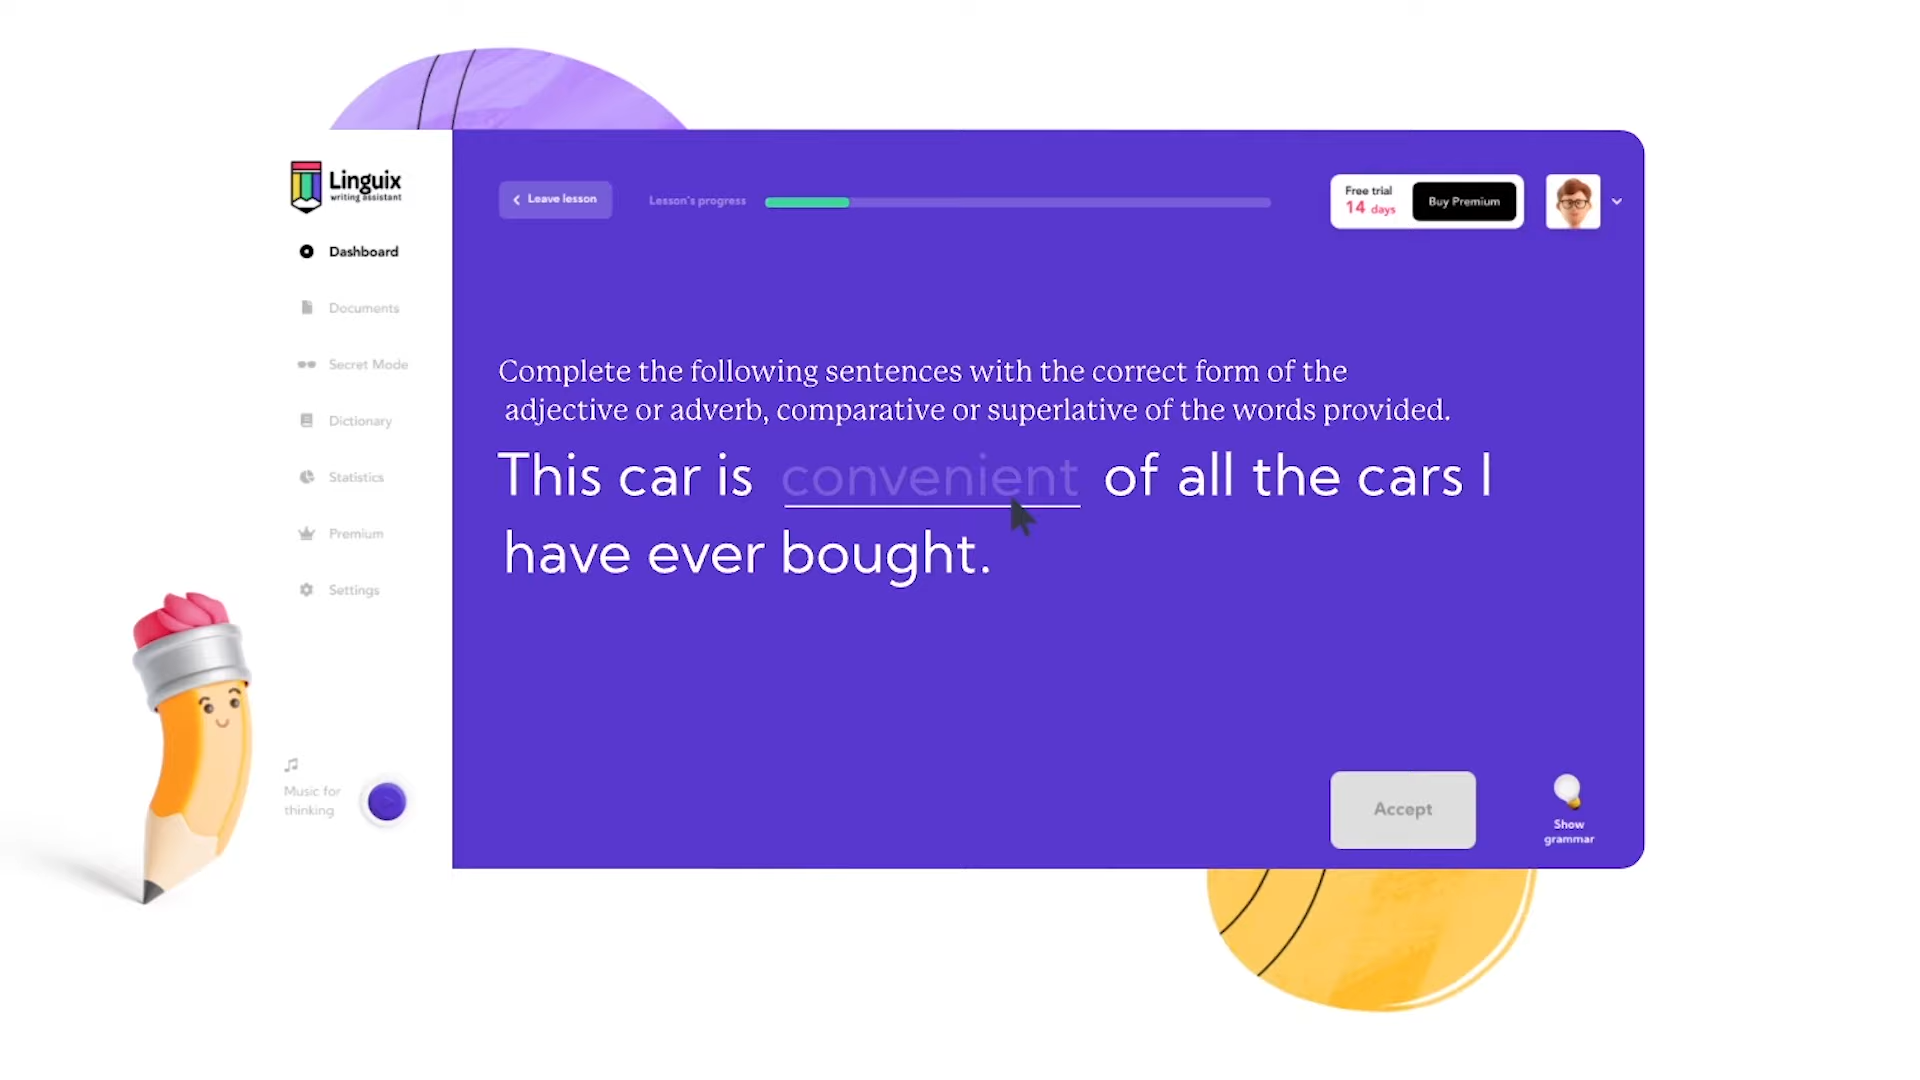 Linguix
writing assistant
Dashboard
Documents
Secret Mode
Dictionary
Statistics
Premium
Settings
Music for
thinking
Leave lesson
Lesson's progress
Free trial
14 days
Buy Premium
Complete the following sentences with the correct form of the
adjective or adverb, comparative or superlative of the words provided.
This car is convenient of all the cars I
have ever bought.
Accept
Show
grammar